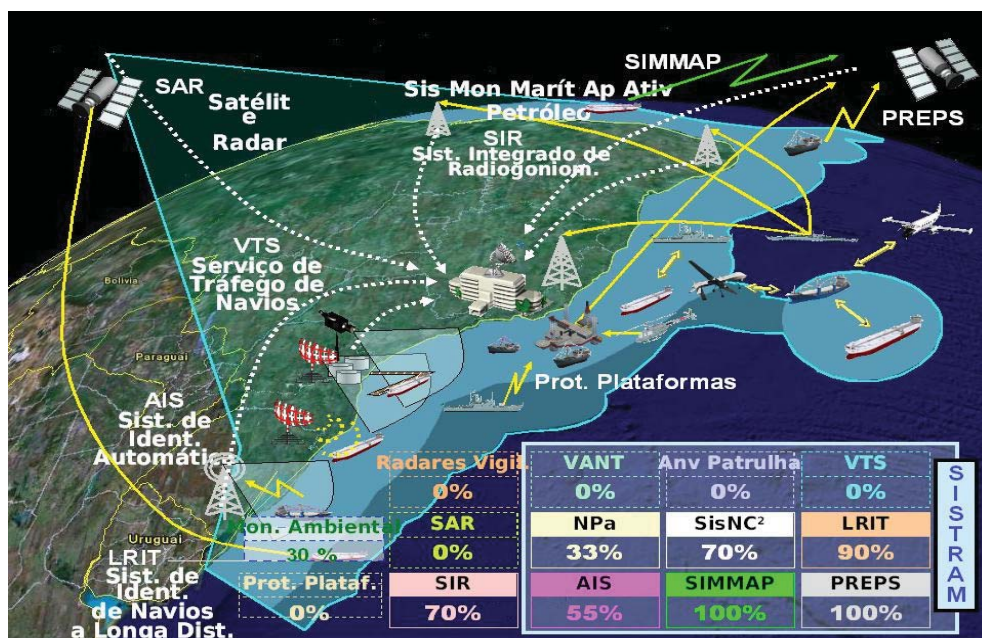 SAR
Satélit
e
Radar
SIMMAP
Sis Mon Marít Ap Ativ
Petróleo
PREPS
SIR
Sist. Integrado de
Radiogoniom.
VTS
Serviço de
Tráfego de
Navios
Bolívia
Paraguai
AIS
Sist. de
Ident.
Automática
Prot. Plataformas
Uruguai
LRIT
Sist. de
Ident.
de Navios
a Longa Dist.
Radares Vigil.
0%
VANT
0%
Anv Patrulha
0%
VTS
0%
Mon. Ambiental
30 %
SAR
0%
NPa
33%
SisNC²
70%
LRIT
90%
Prot. Plataf.
0%
SIR
70%
AIS
55%
SIMMAP
100%
PREPS
100%
SISTRAM